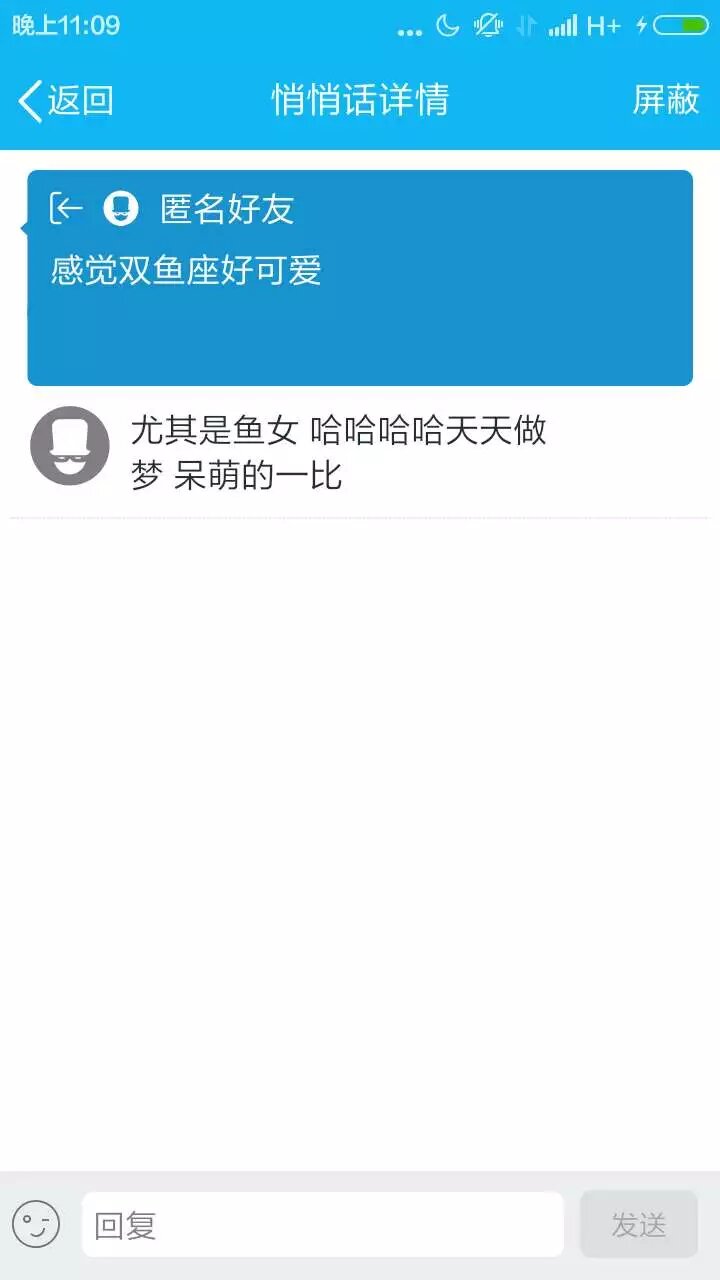 晚上11:09
H+
返回
悄悄话详情
屏蔽
匿名好友
感觉双鱼座好可爱
尤其是鱼女 哈哈哈哈天天做
梦 呆萌的一比
回复
发送